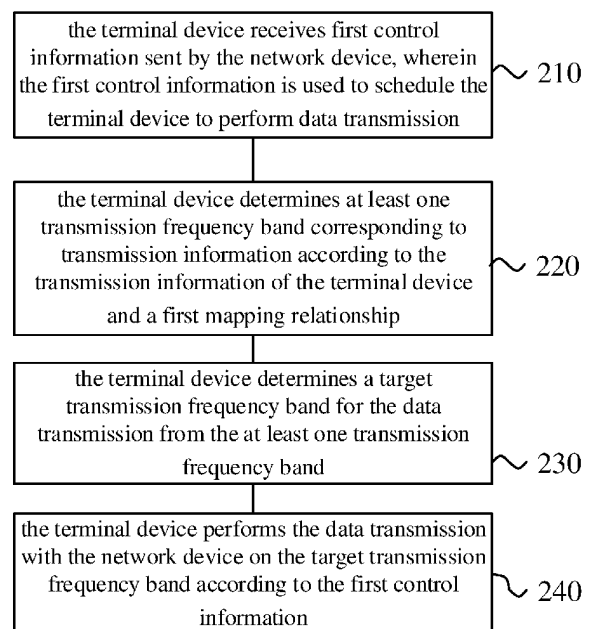 the terminal device receives first control
information sent by the network device, wherein
the first control information is used to schedule the
terminal device to perform data transmission
210
the terminal device determines at least one
transmission frequency band corresponding to
transmission information according to the
transmission information of the terminal device
and a first mapping relationship
220
the terminal device determines a target
transmission frequency band for the data
transmission from the at least one transmission
frequency band
230
the terminal device performs the data transmission
with the network device on the target transmission
frequency band according to the first control
information
240